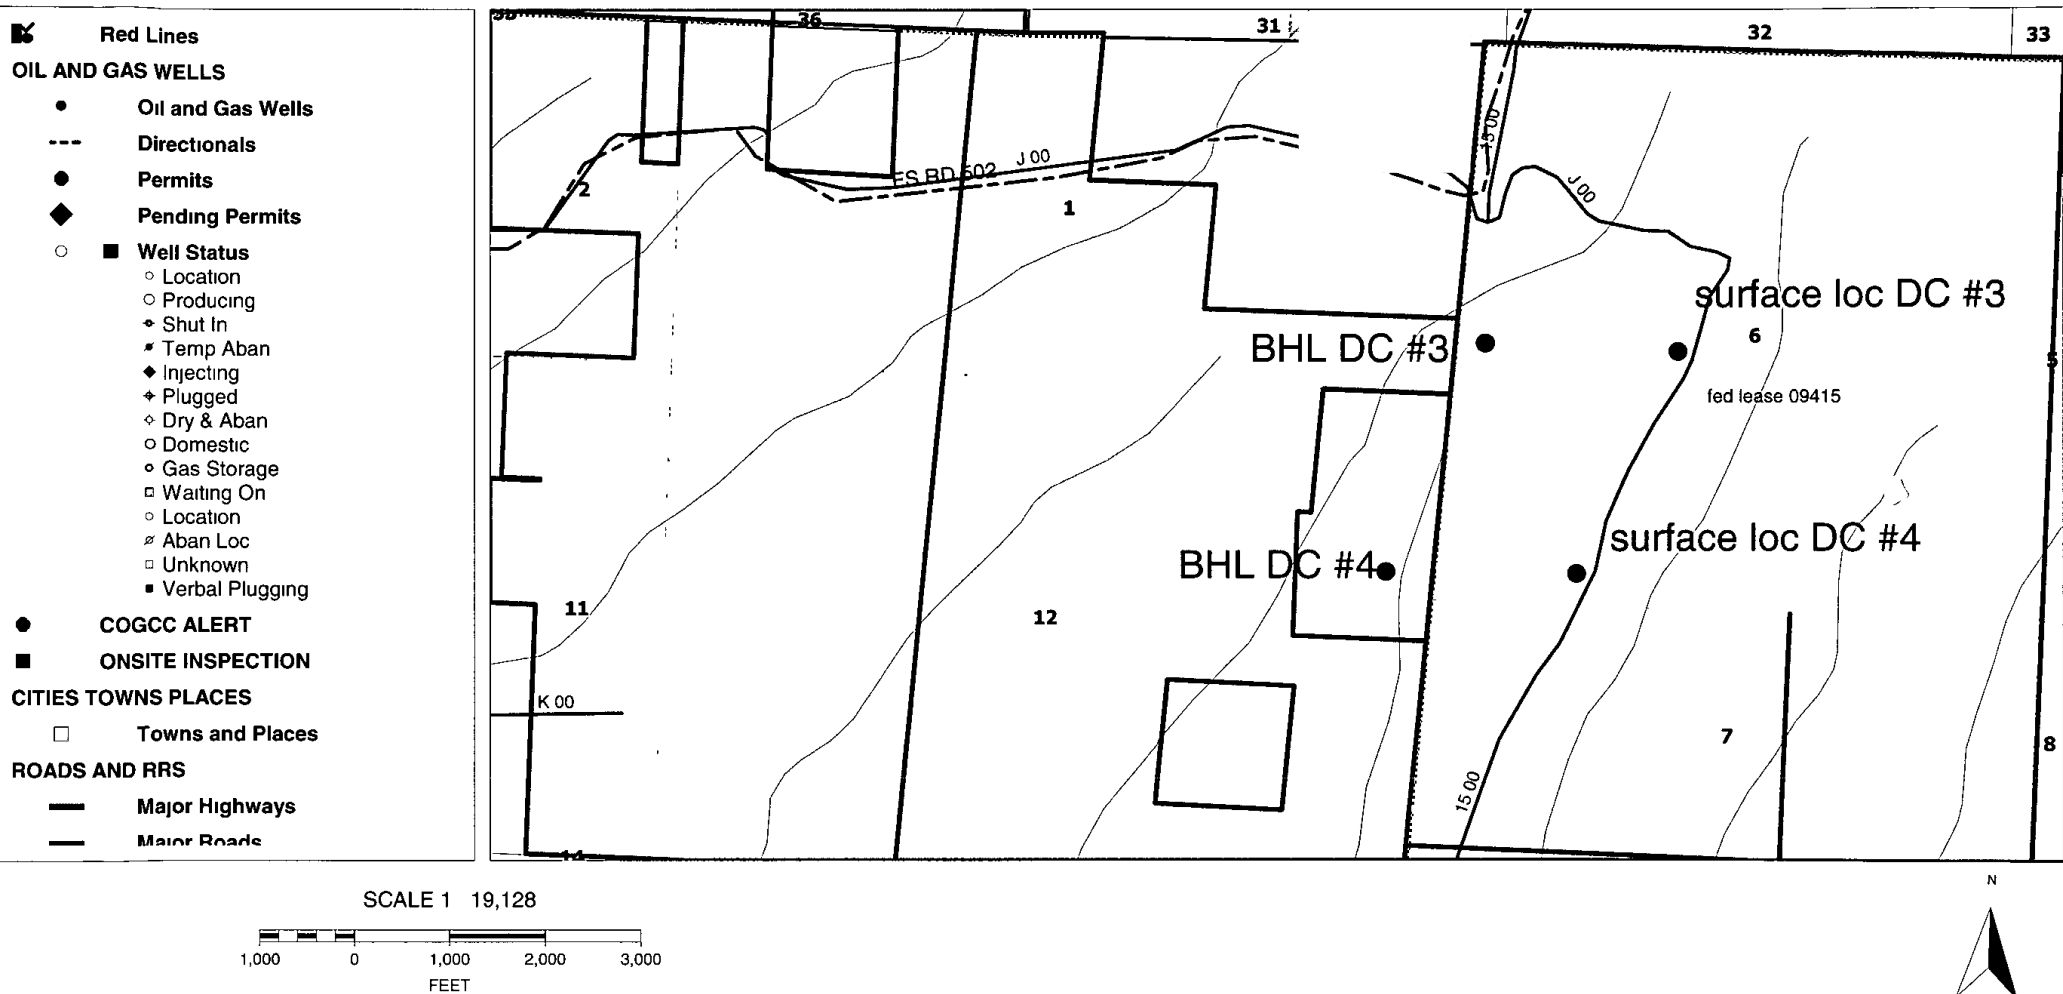 Red Lines
OIL AND GAS WELLS
Oil and Gas Wells
Directionals
Permits
Pending Permits
Well Status
Location
Producing
Shut In
Temp Aban
Injecting
Plugged
Dry & Aban
Domestic
Gas Storage
Waiting On
Location
Aban Loc
Unknown
Verbal Plugging
COGCC ALERT
ONSITE INSPECTION
CITIES TOWNS PLACES
Towns and Places
ROADS AND RRS
Major Highways
Major Roads
36
31
32
33
15 00
J 00
FS RD 502
J 00
2
1
surface loc DC #3
BHL DC #3
6
5
fed lease 09415
surface loc DC #4
BHL DC #4
11
12
K 00
7
8
15 00
14
SCALE 1 19,128
1,000 0 1,000 2,000 3,000
FEET
N